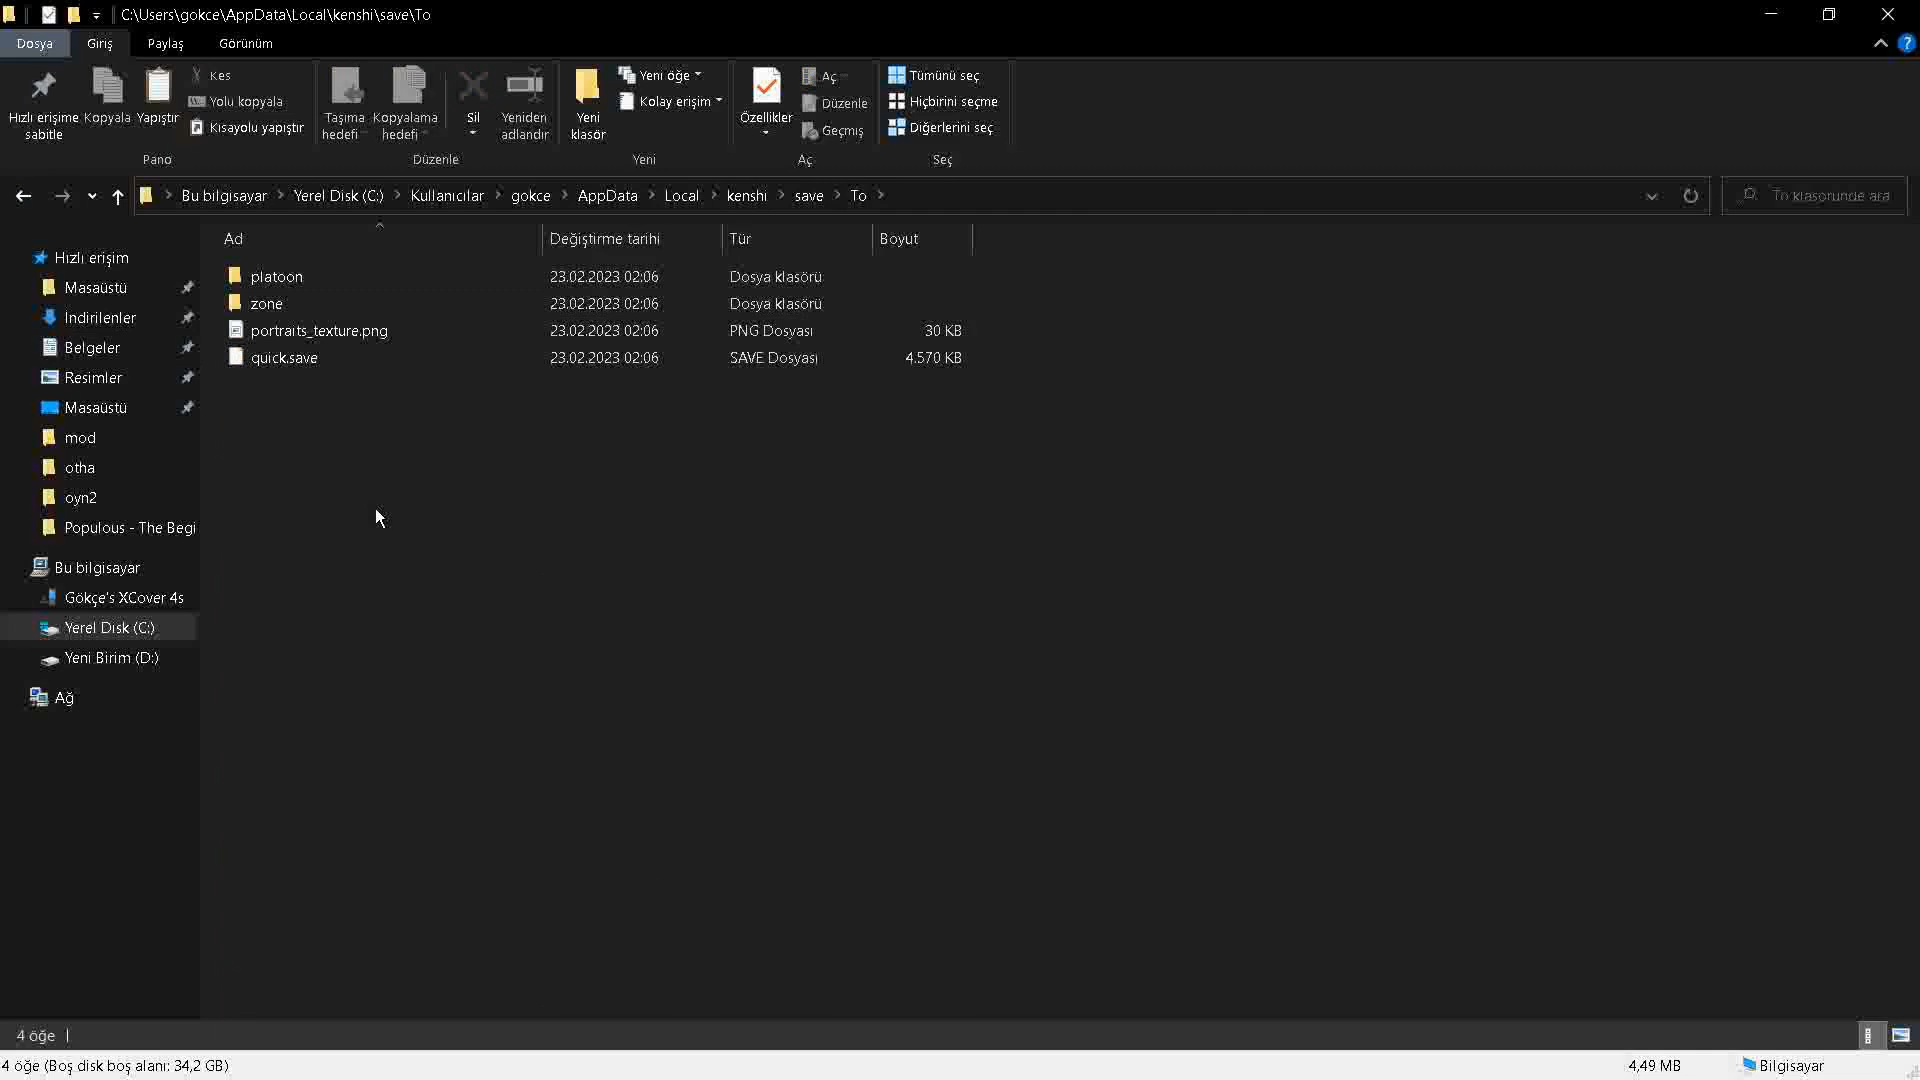 C:\Users\gokce\AppData\Local\kenshi\save\To
Dosya Giriş Paylaş Görünüm
Hızlı erişime sabitle
Kopyala
Yapıştır
Kes
Yolu kopyala
Kısayolu yapıştır
Taşıma hedefi
Kopyalama hedefi
Sil
Yeniden adlandır
Yeni klasör
Yeni öğe
Kolay erişim
Özellikler
Aç
Düzenle
Geçmiş
Tümünü seç
Hiçbirini seçme
Diğerlerini seç
Pano Düzenle Yeni Aç Seç
Bu bilgisayar Yerel Disk (C:) Kullanıcılar gokce AppData Local kenshi save To
To klasöründe ara
Ad Değiştirme tarihi Tür Boyut
platoon 23.02.2023 02:06 Dosya klasörü
zone 23.02.2023 02:06 Dosya klasörü
portraits_texture.png 23.02.2023 02:06 PNG Dosyası 30 KB
quick.save 23.02.2023 02:06 SAVE Dosyası 4.570 KB
Hızlı erişim
Masaüstü
İndirilenler
Belgeler
Resimler
Masaüstü
mod
otha
oyn2
Populous - The Begi
Bu bilgisayar
Gökçe's XCover 4s
Yerel Disk (C:)
Yeni Birim (D:)
Ağ
4 öğe
4 öğe (Boş disk boş alanı: 34,2 GB) 4,49 MB Bilgisayar